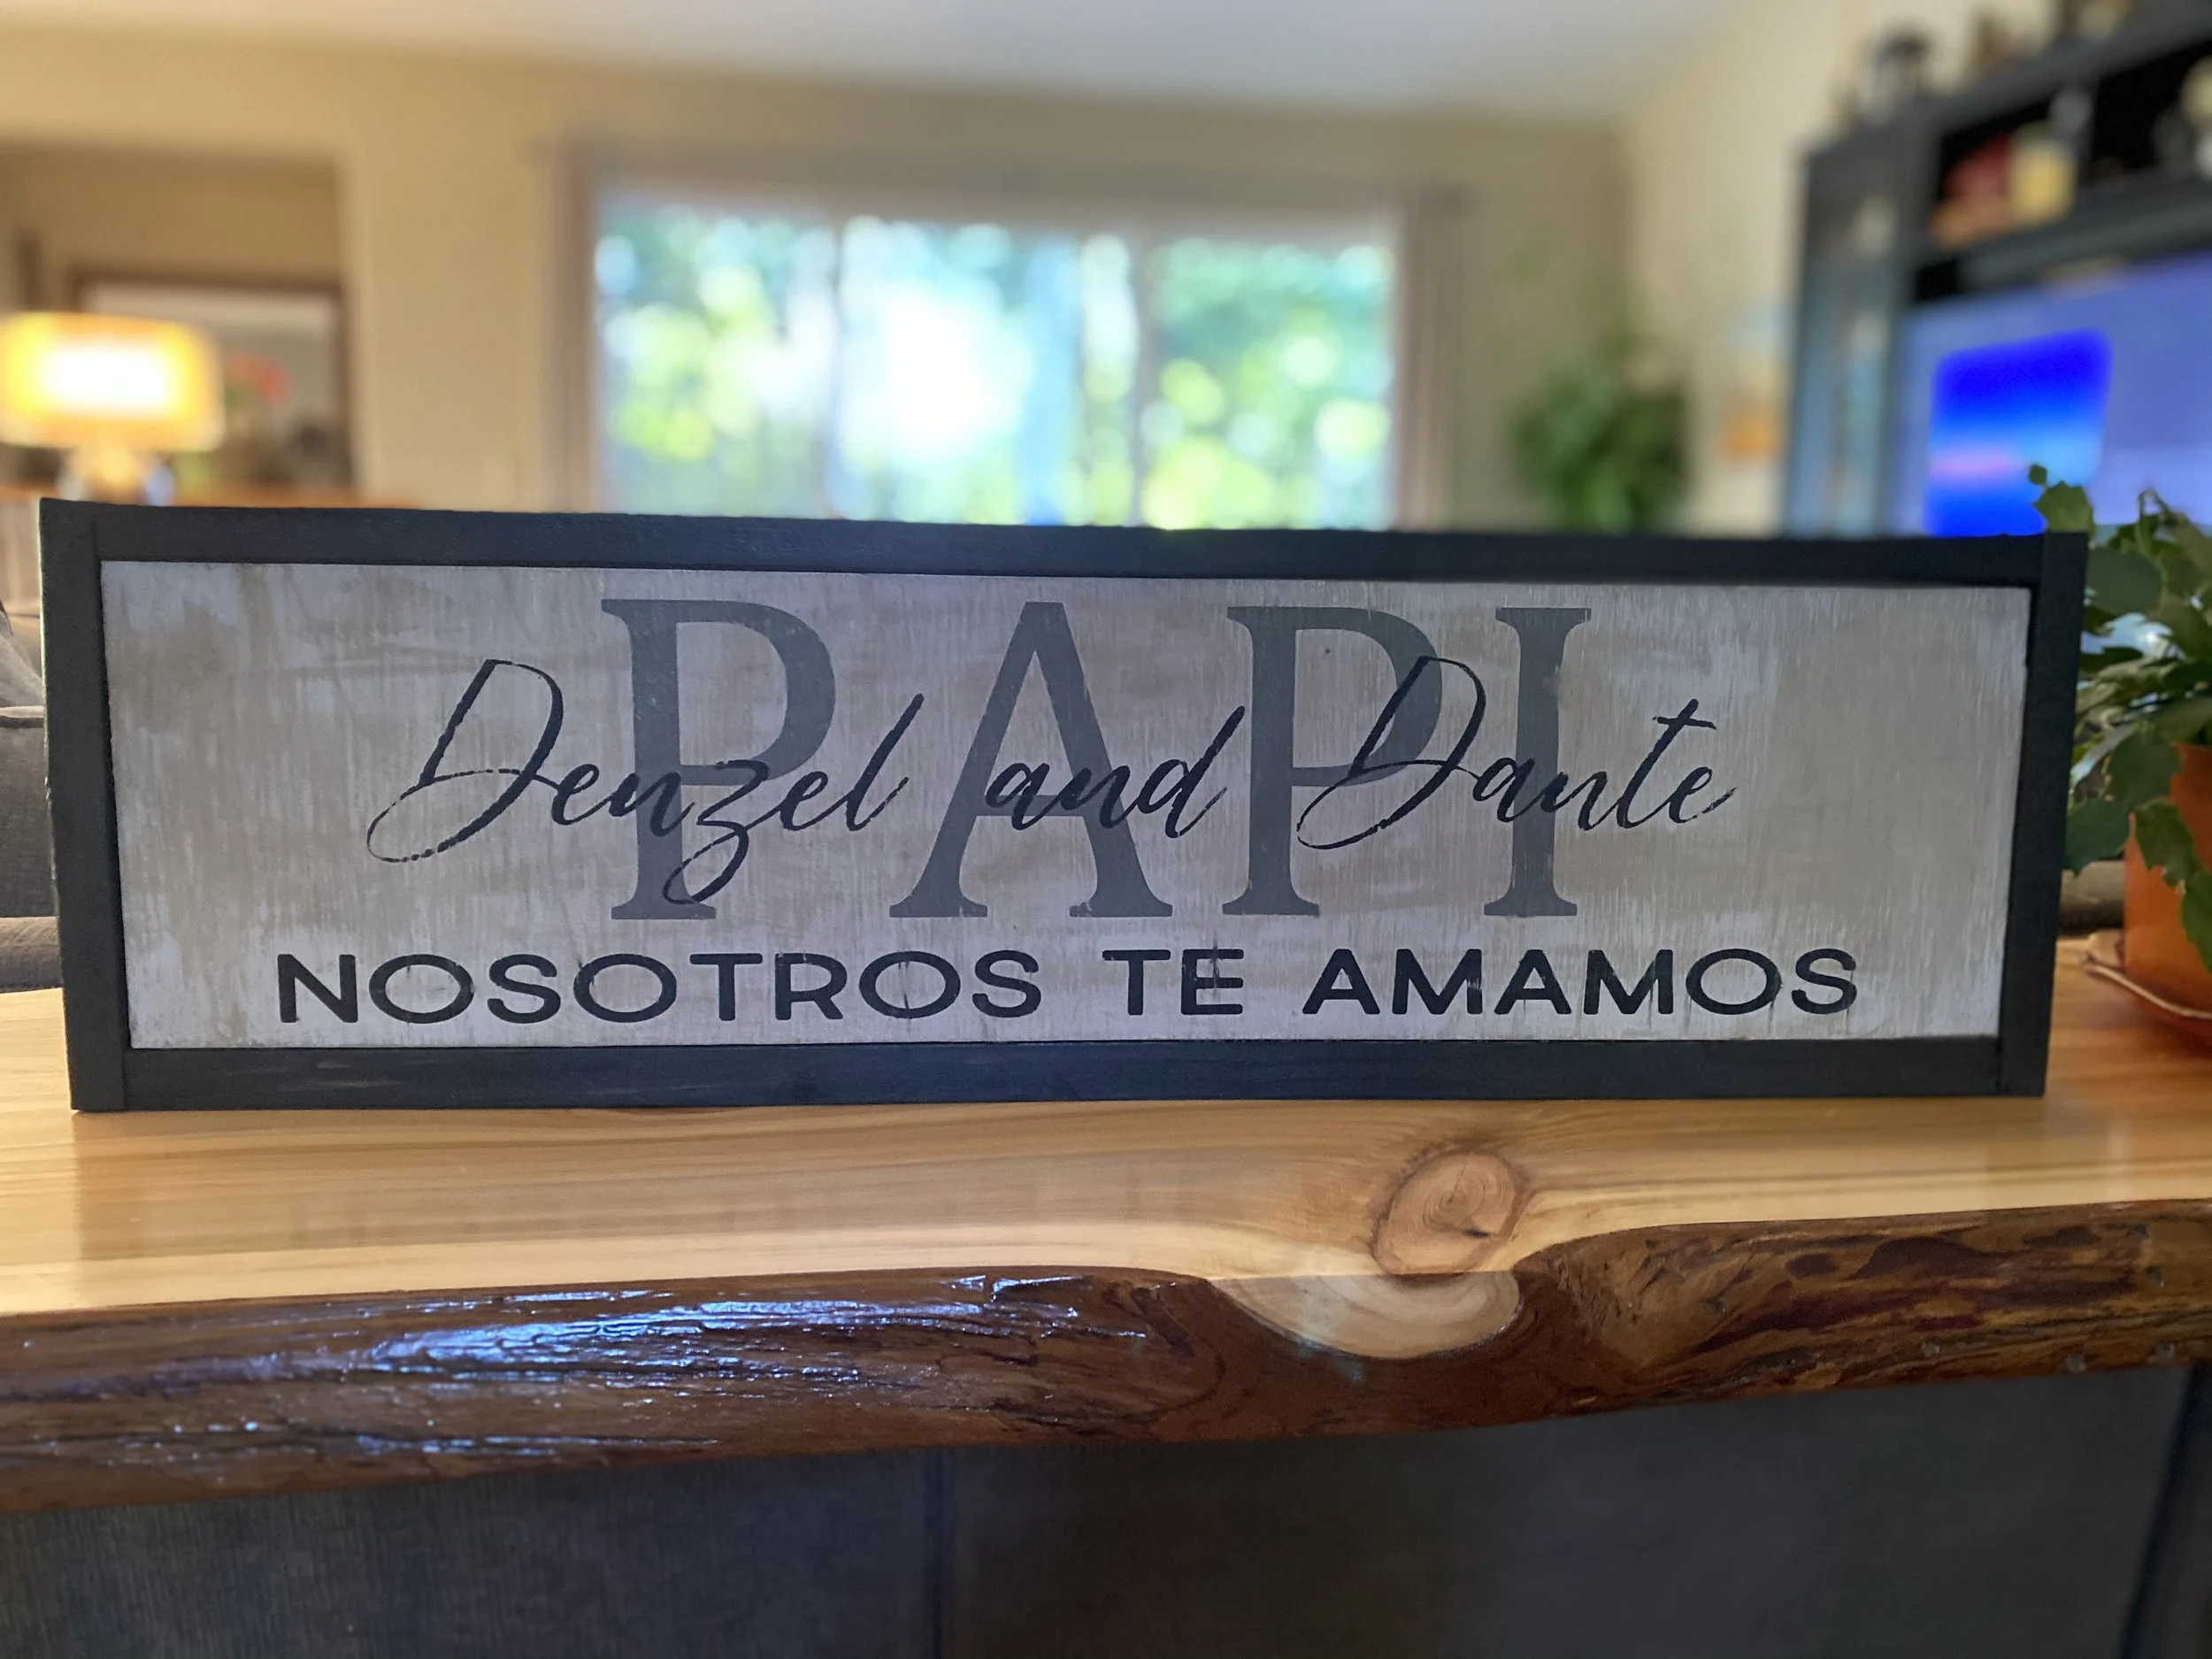 PAPI
Denzel and Dante
NOSOTROS TE AMAMOS